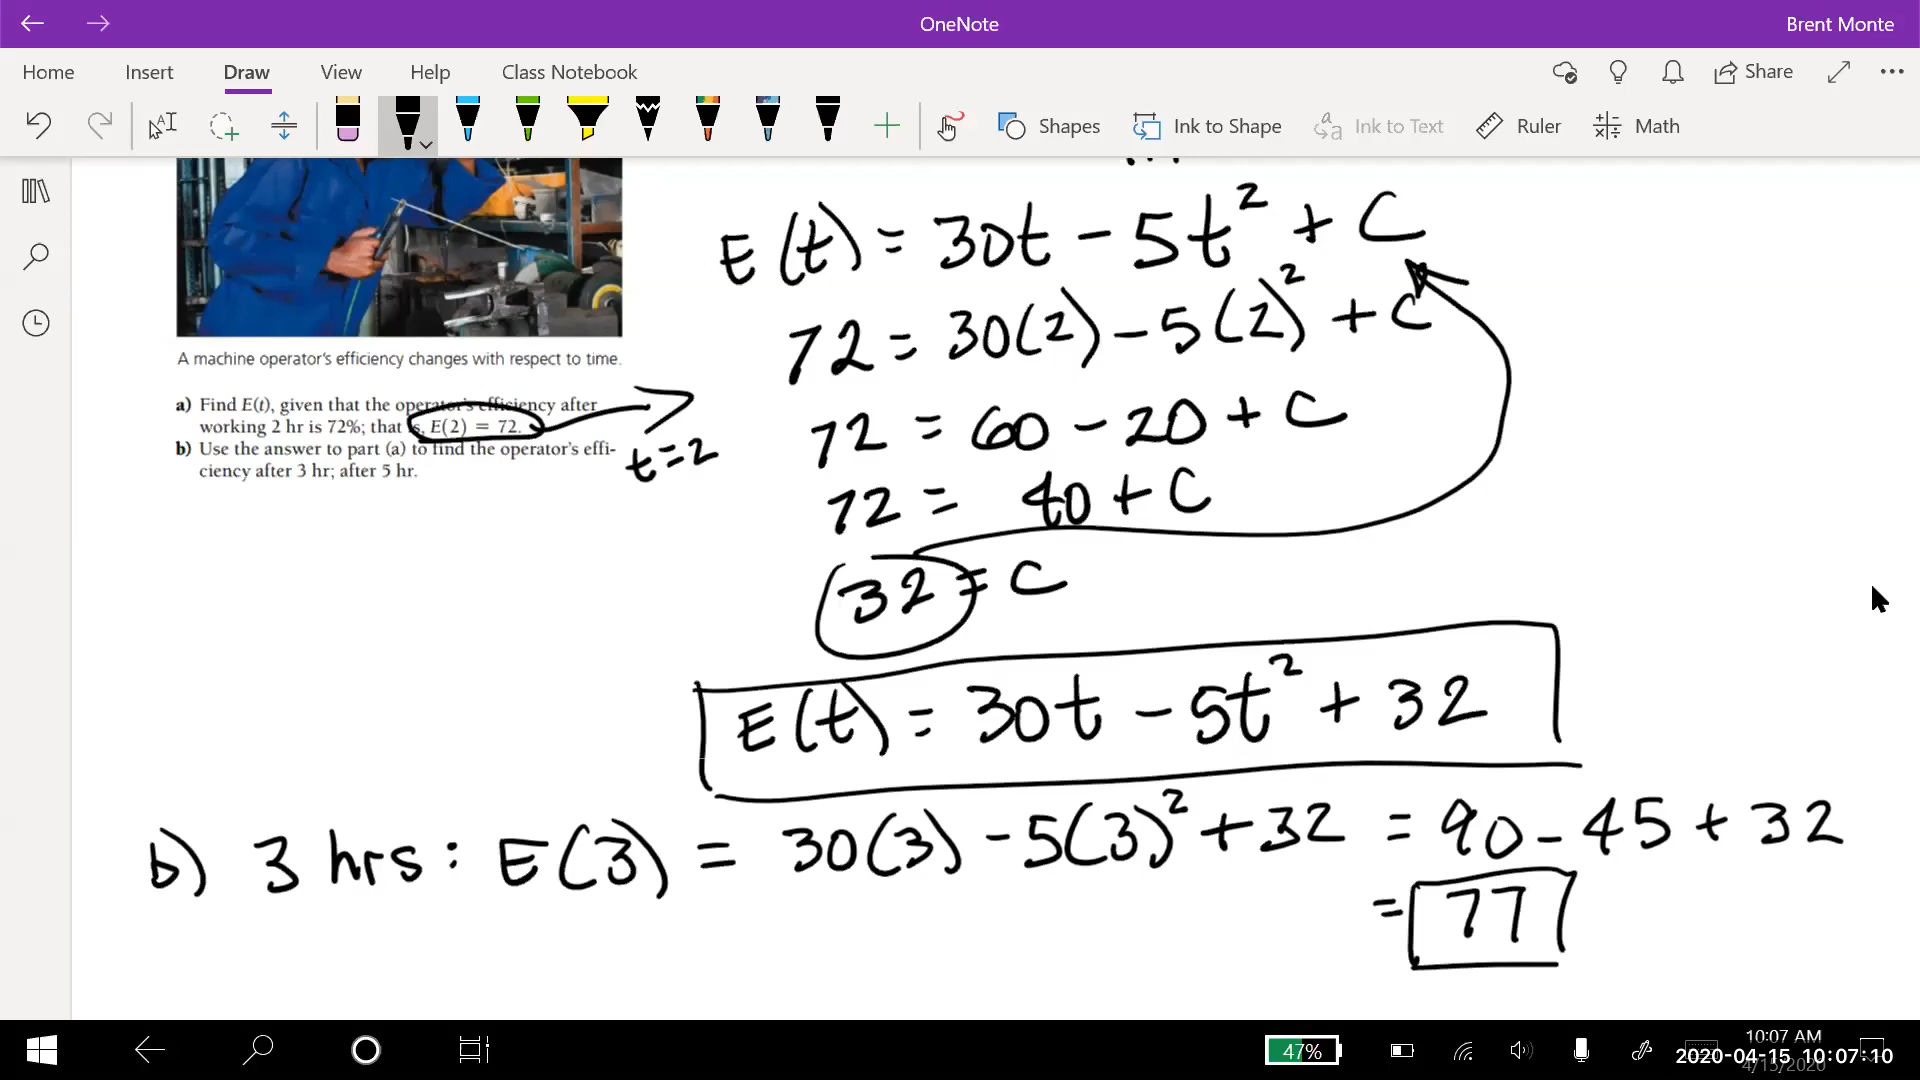 OneNote
Brent Monte
Home Insert Draw View Help Class Notebook Share
Shapes Ink to Shape Ink to Text Ruler Math
E(t) = 30t - 5t² + C
72 = 30(2) - 5(2)² + C
A machine operator's efficiency changes with respect to time.
a) Find E(t), given that the operator's efficiency after
working 2 hr is 72%; that is, E(2) = 72.
b) Use the answer to part (a) to find the operator's effi-
ciency after 3 hr; after 5 hr.
t=2
72 = 60 - 20 + C
72 = 40 + C
32 = C
E(t) = 30t - 5t² + 32
b) 3 hrs: E(3) = 30(3) - 5(3)² + 32 = 90 - 45 + 32
= 77
47%
10:07 AM
2020-04-15 10:07:10
4/15/2020